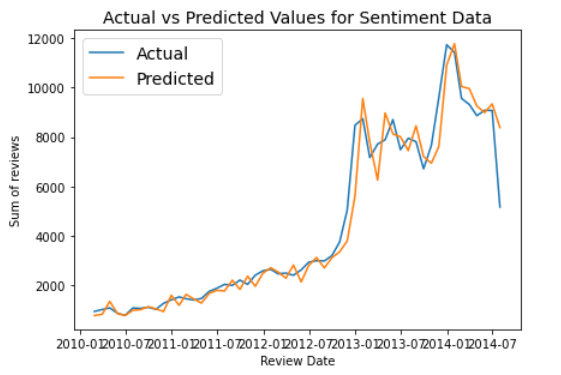 Actual vs Predicted Values for Sentiment Data
12000
10000
8000
6000
4000
2000
Sum of reviews
Actual
Predicted
2010-01 2010-07 2011-01 2011-07 2012-01 2012-07 2013-01 2013-07 2014-01 2014-07
Review Date